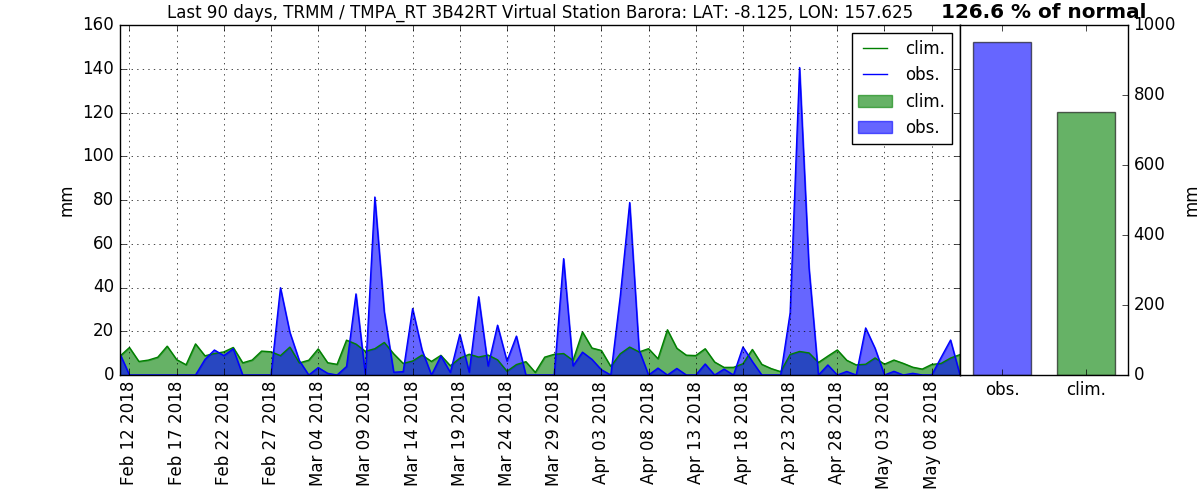 Last 90 days, TRMM / TMPA_RT 3B42RT Virtual Station Barora: LAT: -8.125, LON: 157.625
126.6 % of normal
160
140
120
100
80
60
40
20
0
mm
clim.
obs.
clim.
obs.
1000
800
600
400
200
0
mm
obs.
clim.
Feb 12 2018
Feb 17 2018
Feb 22 2018
Feb 27 2018
Mar 04 2018
Mar 09 2018
Mar 14 2018
Mar 19 2018
Mar 24 2018
Mar 29 2018
Apr 03 2018
Apr 08 2018
Apr 13 2018
Apr 18 2018
Apr 23 2018
Apr 28 2018
May 03 2018
May 08 2018